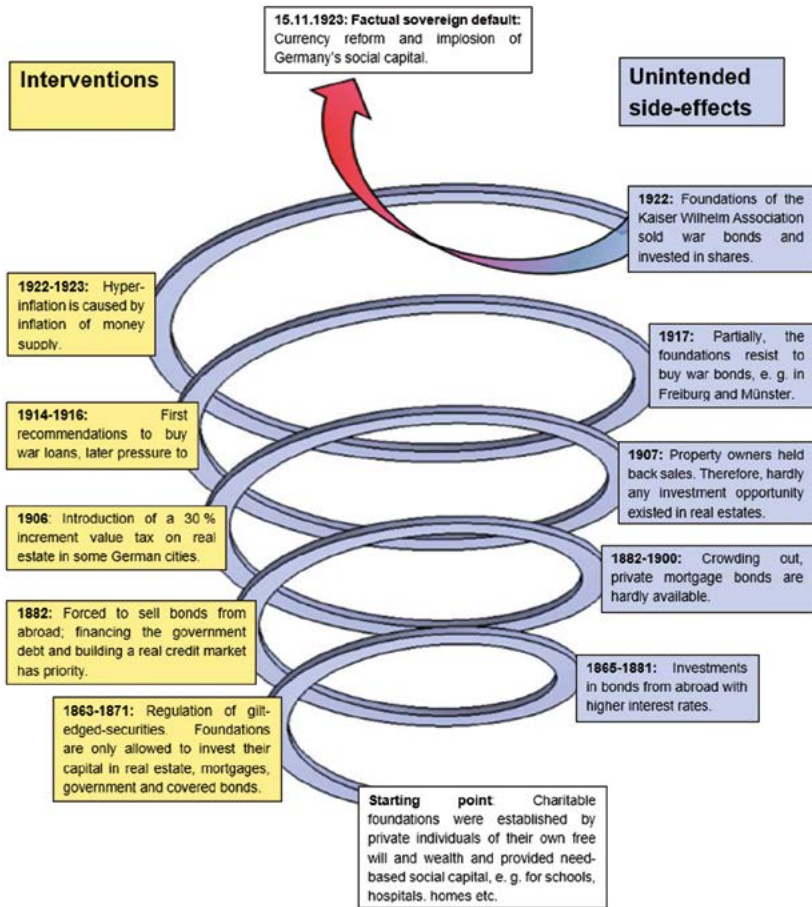 15.11.1923: Factual sovereign default:
Currency reform and implosion of
Germany's social capital.
Interventions
Unintended
side-effects
1922: Foundations of the
Kaiser Wilhelm Association
sold war bonds and
invested in shares.
1922-1923: Hyper-
inflation is caused by
inflation of money
supply.
1917: Partially, the
foundations resist to
buy war bonds, e. g. in
Freiburg and Münster.
1914-1916: First
recommendations to buy
war loans, later pressure to
1907: Property owners held
back sales. Therefore, hardly
any investment opportunity
existed in real estates.
1906: Introduction of a 30 %
increment value tax on real
estate in some German cities.
1882-1900: Crowding out,
private mortgage bonds are
hardly available.
1882: Forced to sell bonds from
abroad; financing the government
debt and building a real credit market
has priority.
1865-1881: Investments
in bonds from abroad with
higher interest rates.
1863-1871: Regulation of gilt-
edged-securities. Foundations
are only allowed to invest their
capital in real estate, mortgages,
government and covered bonds.
Starting point: Charitable
foundations were established by
private individuals of their own free
will and wealth and provided need-
based social capital, e. g. for schools,
hospitals. homes etc.